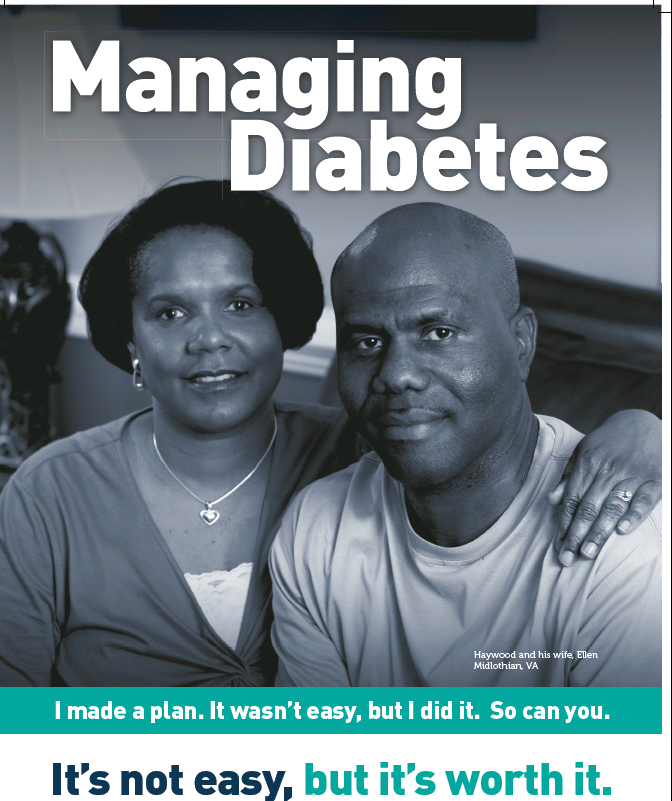 Managing
Diabetes
Haywood and his wife, Ellen
Midlothian, VA
I made a plan. It wasn't easy, but I did it. So can you.
It's not easy, but it's worth it.